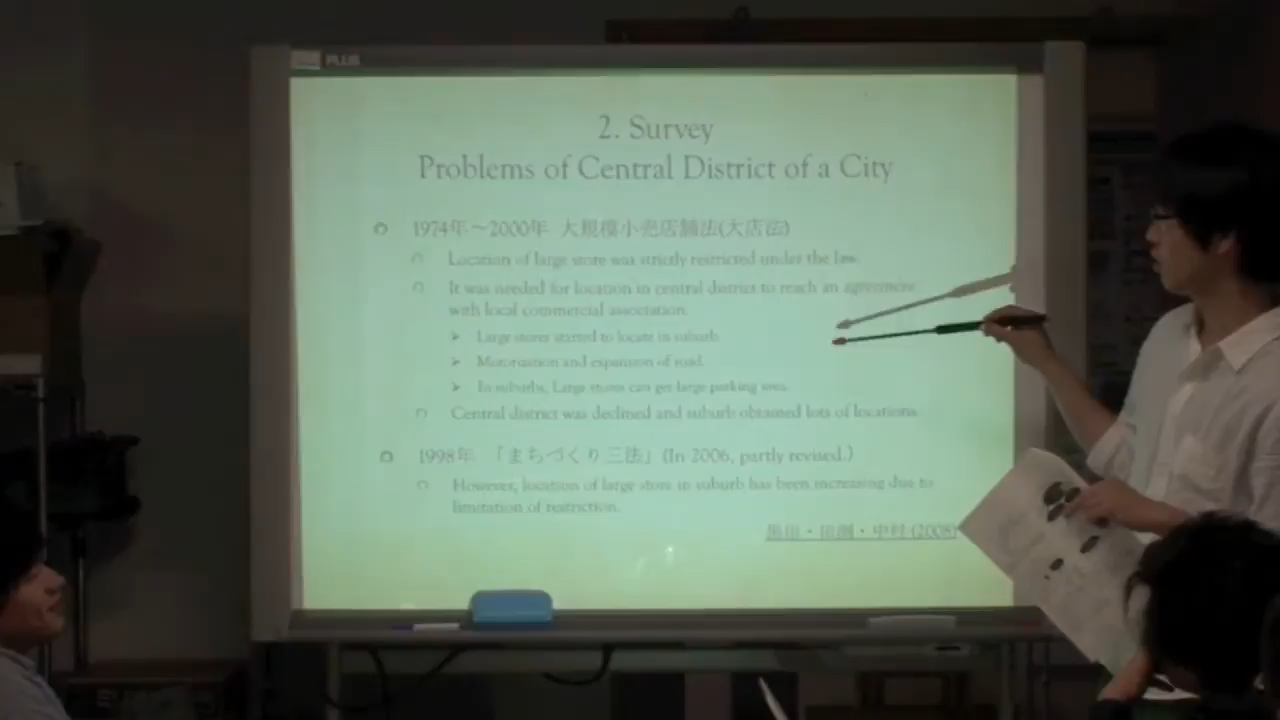 PLUS
2. Survey
Problems of Central District of a City
1974年～2000年 大規模小売店舗法(大店法)
Location of large store was strictly restricted under the law.
It was needed for location in central district to reach an agreement
with local commercial association.
Large stores started to locate in suburb.
Motorization and expansion of road.
In suburbs, Large stores can get large parking area.
Central district was declined and suburb obtained lots of locations.
1998年 「まちづくり三法」(In 2006, partly revised.)
However, location of large store in suburb has been increasing due to
limitation of restriction.
・中村 (2008)